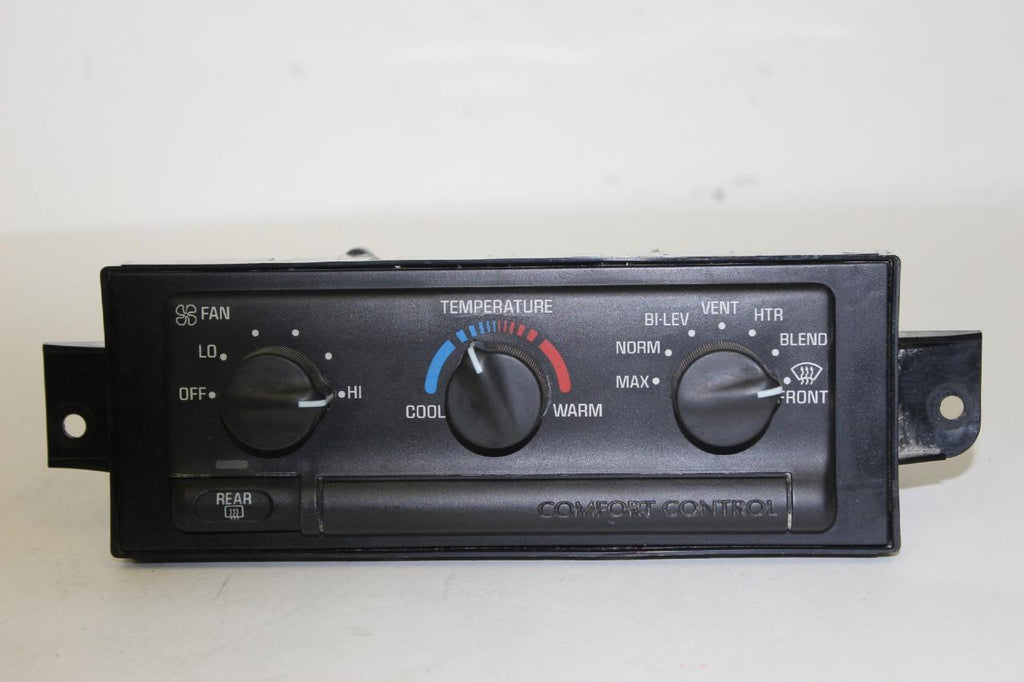 FAN
LO
OFF
HI
TEMPERATURE
COOL
WARM
MAX
NORM
BI-LEV
VENT
HTR
BLEND
FRONT
REAR
COMFORT CONTROL